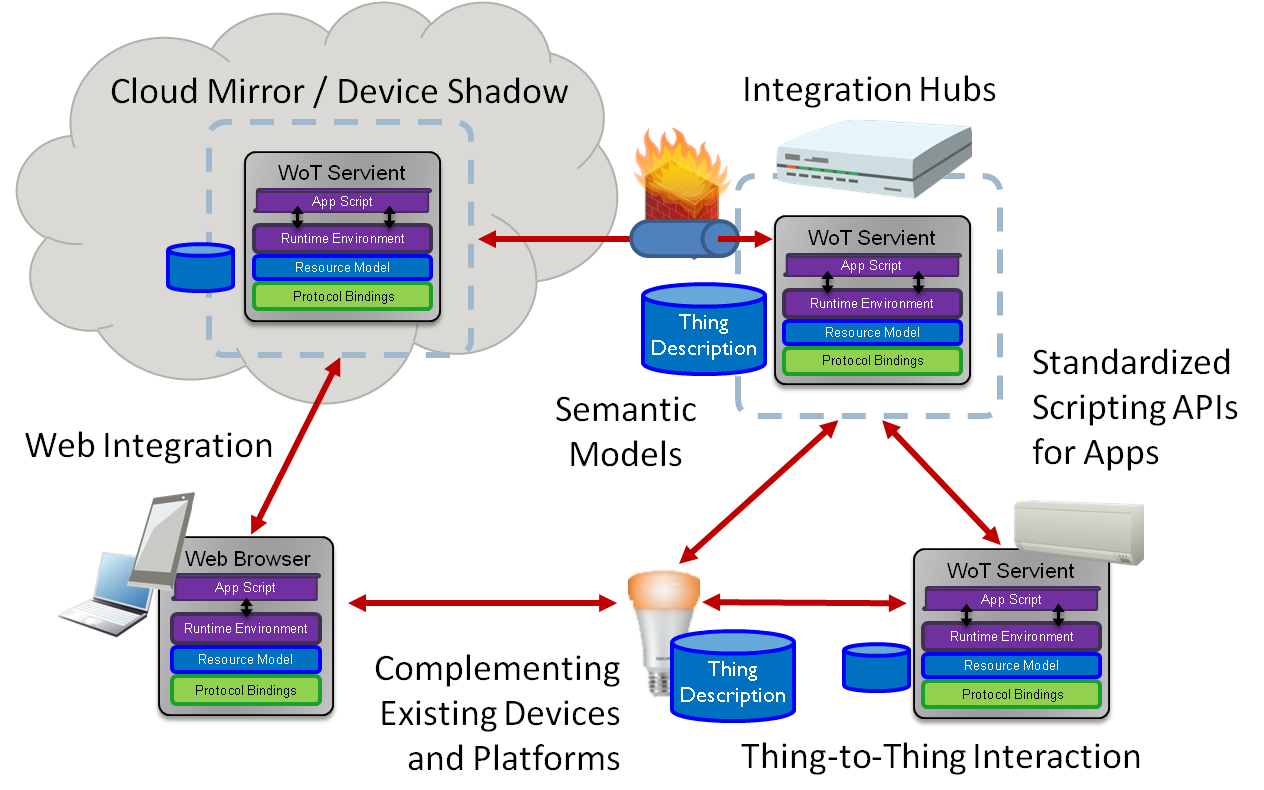 Cloud Mirror / Device Shadow
WoT Servient
App Script
Runtime Environment
Resource Model
Protocol Bindings
Integration Hubs
WoT Servient
App Script
Runtime Environment
Resource Model
Protocol Bindings
Thing
Description
Semantic
Models
Standardized
Scripting APIs
for Apps
Web Integration
Web Browser
App Script
Runtime Environment
Resource Model
Protocol Bindings
Complementing
Existing Devices
and Platforms
Thing
Description
WoT Servient
App Script
Runtime Environment
Resource Model
Protocol Bindings
Thing-to-Thing Interaction